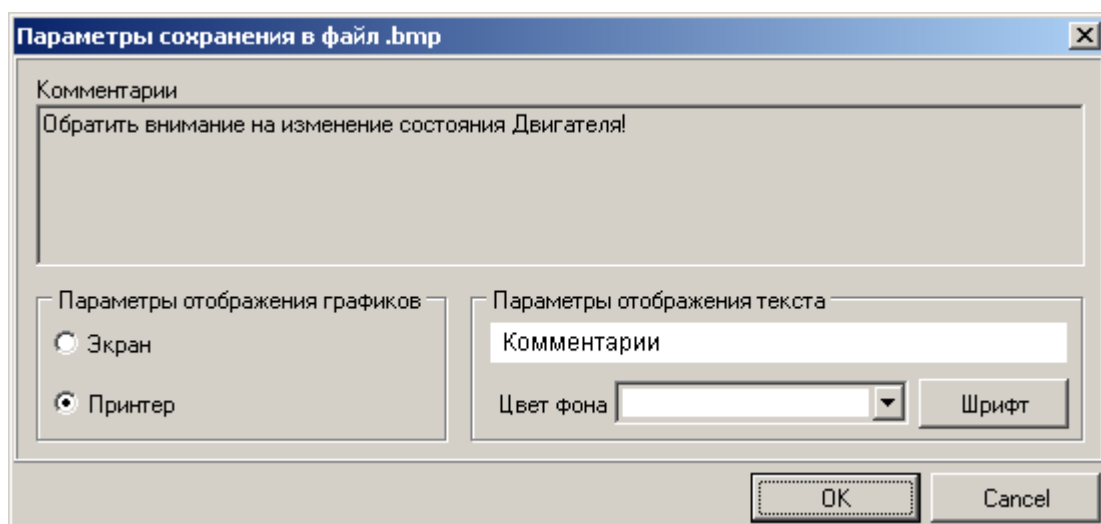 Параметры сохранения в файл .bmp
Комментарии
Обратить внимание на изменение состояния Двигателя!
Параметры отображения графиков
Экран
Принтер
Параметры отображения текста
Комментарии
Цвет фона
Шрифт
OK
Cancel